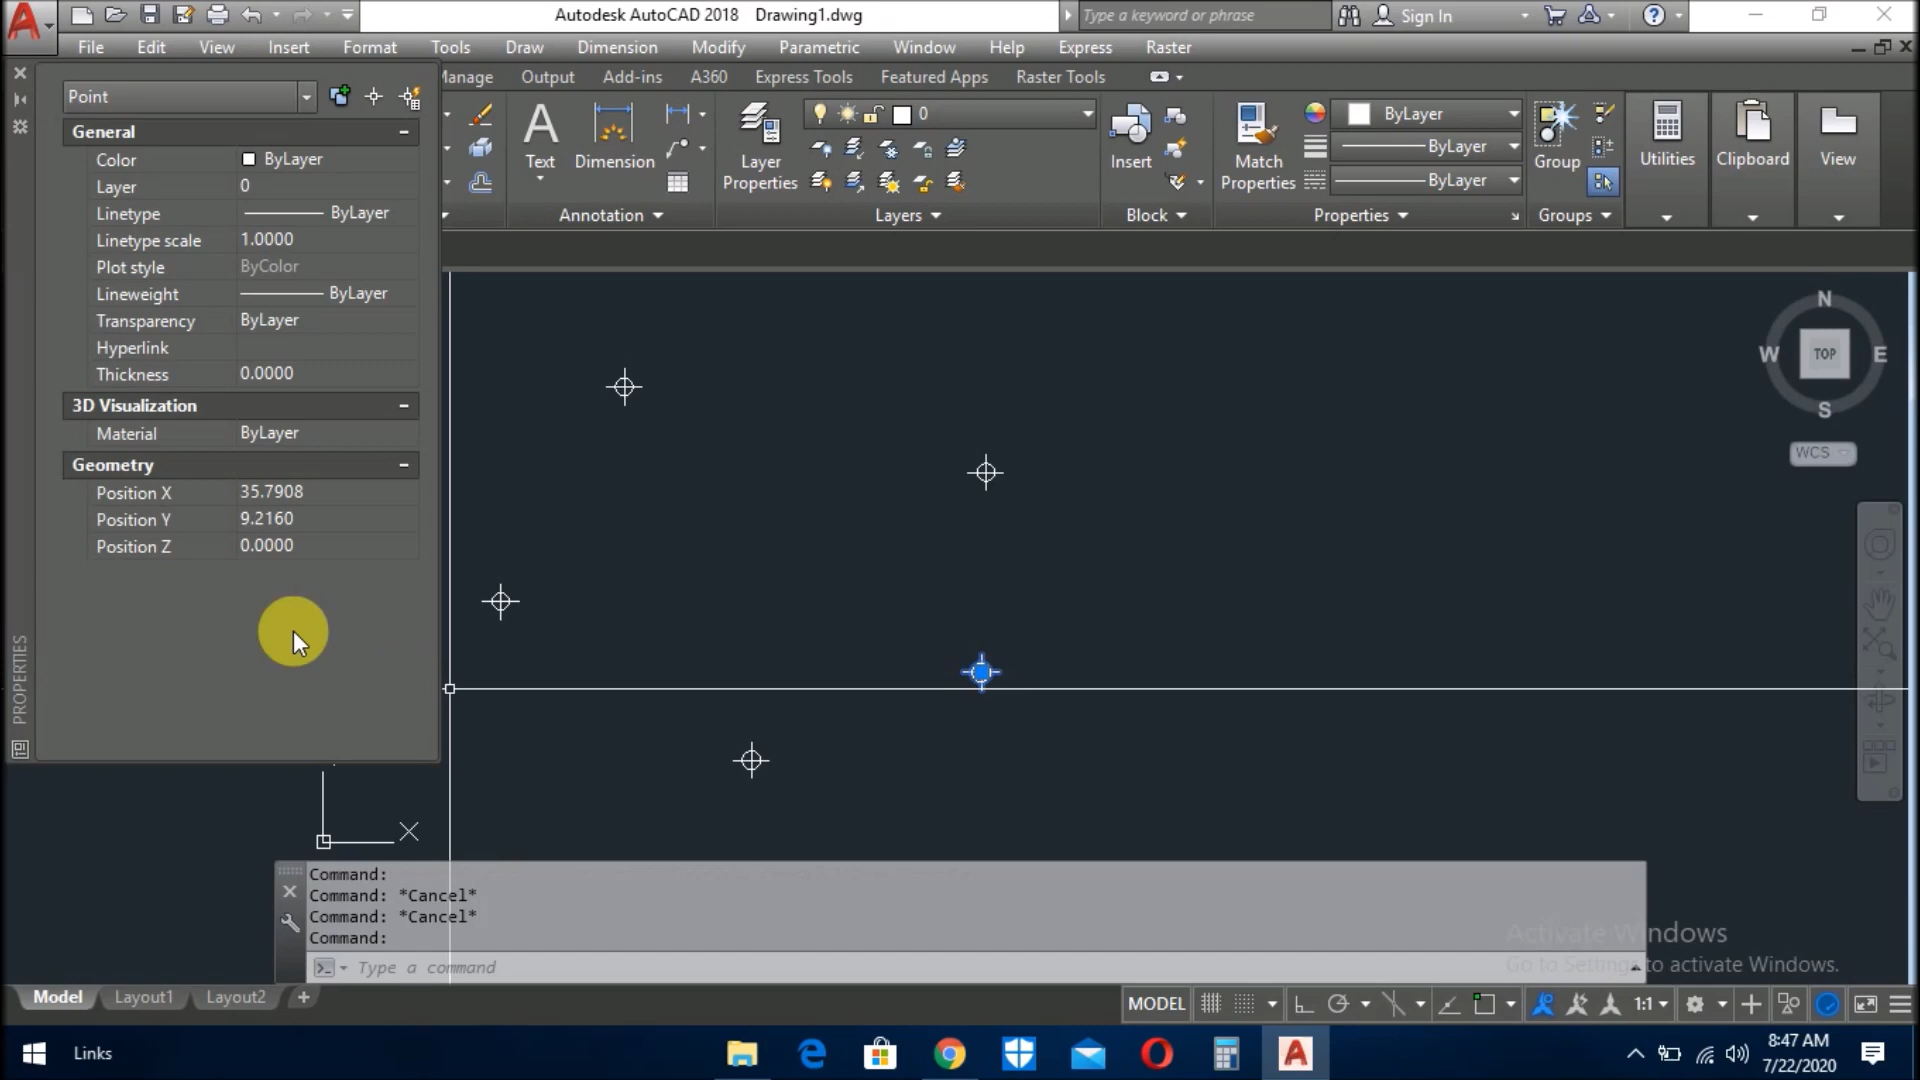 Autodesk AutoCAD 2018 Drawing1.dwg
Type a keyword or phrase
Sign In
File Edit View Insert Format Tools Draw Dimension Modify Parametric Window Help Express Raster
Manage Output Add-ins A360 Express Tools Featured Apps Raster Tools
Point
General
Color ByLayer
Layer 0
Linetype ByLayer
Linetype scale 1.0000
Plot style ByColor
Lineweight ByLayer
Transparency ByLayer
Hyperlink
Thickness 0.0000
3D Visualization
Material ByLayer
Geometry
Position X 35.7908
Position Y 9.2160
Position Z 0.0000
PROPERTIES
Text
Dimension
Annotation
Layer
Properties
0
Layers
Insert
Block
Match
Properties
ByLayer
ByLayer
ByLayer
Properties
Group
Groups
Utilities
Clipboard
View
N
W TOP E
S
WCS
X
Command:
Command: *Cancel*
Command: *Cancel*
Command:
Type a command
Activate Windows
Go to Settings to activate Windows.
Model Layout1 Layout2 +
MODEL 1:1
Links
8:47 AM
7/22/2020